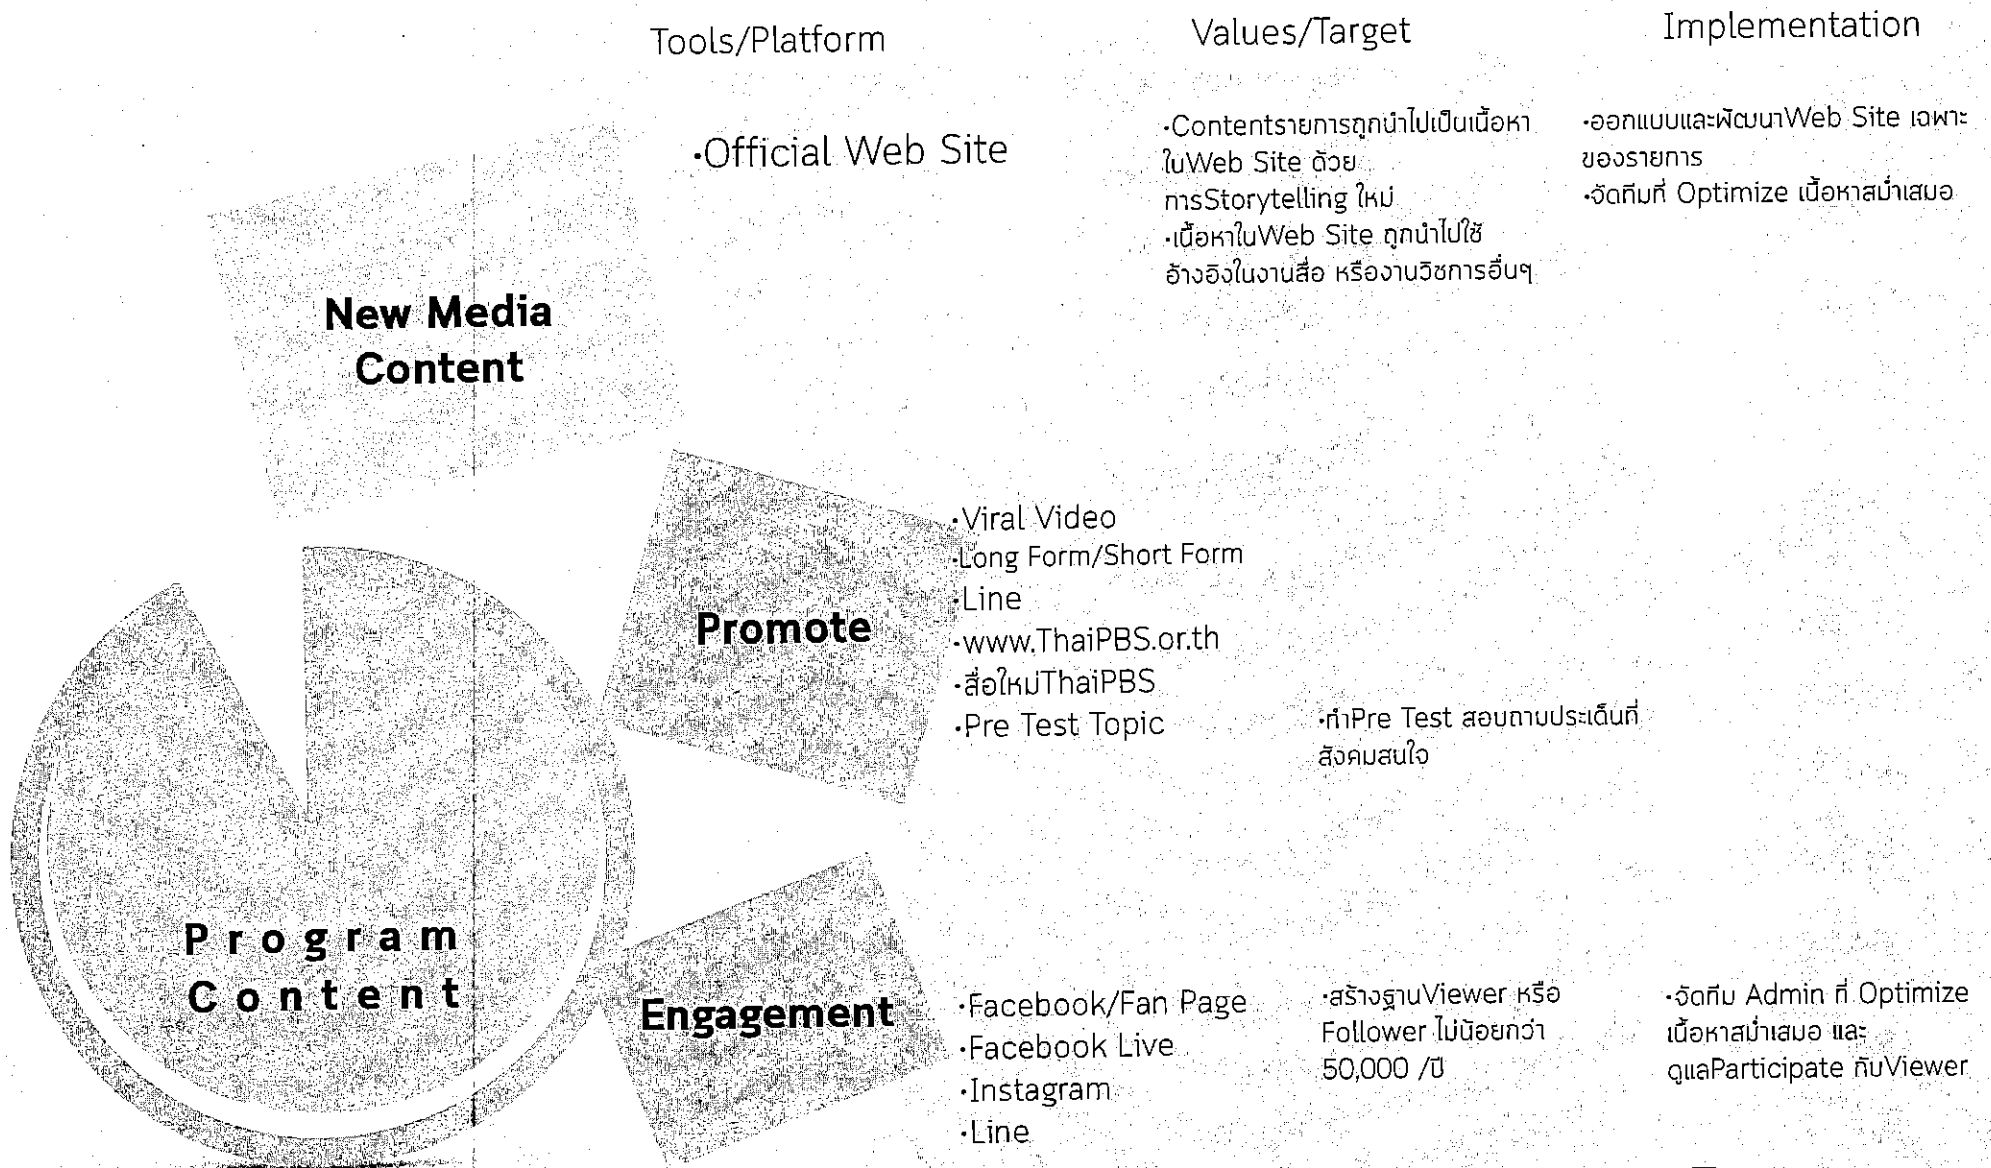 Tools/Platform
Values/Target
Implementation
•Official Web Site
•Contentรายการถูกนำไปเป็นเนื้อหา
ในWeb Site ด้วย
การStorytelling ใหม่
•เนื้อหาในWeb Site ถูกนำไปใช้
อ้างอิงในงานสื่อ หรืองานวิชการอื่นๆ
•ออกแบบและพัฒนาWeb Site เฉพาะ
ของรายการ
•จัดทีมที่ Optimize เนื้อหาสม่ำเสมอ
New Media
Content
Promote
•Viral Video
•Long Form/Short Form
•Line
•www.ThaiPBS.or.th
•สื่อใหม่ThaiPBS
•Pre Test Topic
•ทำPre Test สอบถามประเด็นที่
สังคมสนใจ
Program
Content
Engagement
•Facebook/Fan Page
•Facebook Live
•Instagram
•Line
•สร้างฐานViewer หรือ
Follower ไม่น้อยกว่า
50,000 /ปี
•จัดทีม Admin ที่ Optimize
เนื้อหาสม่ำเสมอ และ
ดูแลParticipate กับViewer